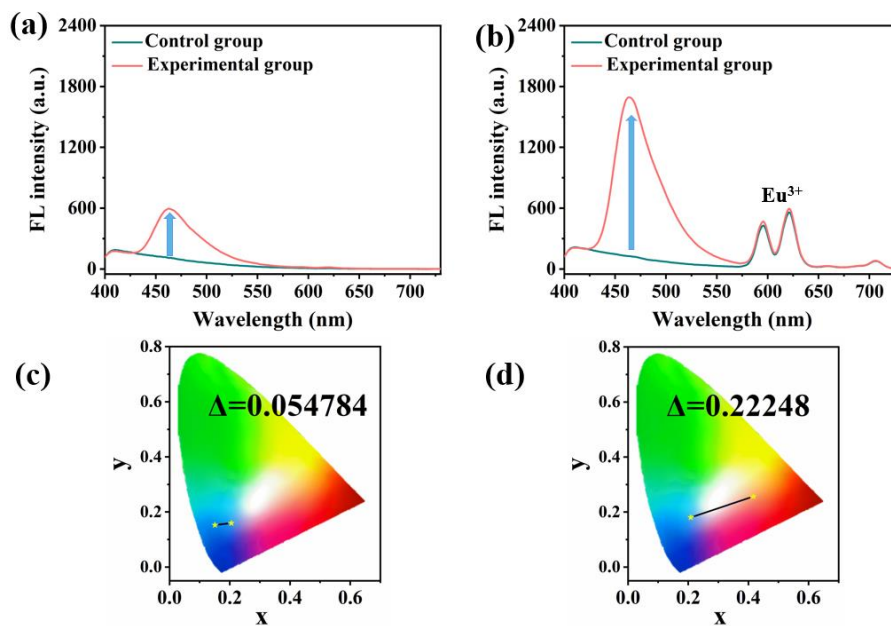 (a)
2400
1800
1200
600
0
FL intensity (a.u.)
Control group
Experimental group
400 450 500 550 600 650 700
Wavelength (nm)
(b)
2400
1800
1200
600
0
FL intensity (a.u.)
Control group
Experimental group
Eu³⁺
400 450 500 550 600 650 700
Wavelength (nm)
(c)
0.8
0.6
0.4
0.2
0.0
y
Δ=0.054784
0.0 0.2 0.4 0.6
x
(d)
0.8
0.6
0.4
0.2
0.0
y
Δ=0.22248
0.0 0.2 0.4 0.6
x